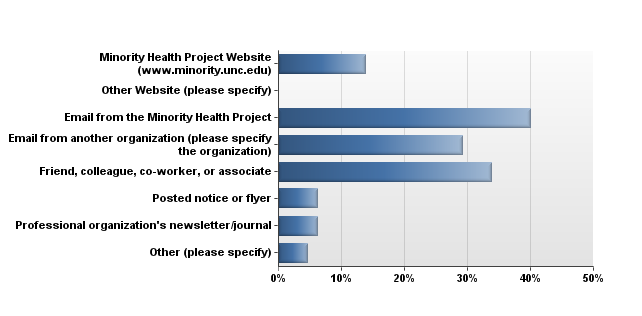 Minority Health Project Website
(www.minority.unc.edu)
Other Website (please specify)
Email from the Minority Health Project
Email from another organization (please specify
the organization)
Friend, colleague, co-worker, or associate
Posted notice or flyer
Professional organization's newsletter/journal
Other (please specify)
0% 10% 20% 30% 40% 50%